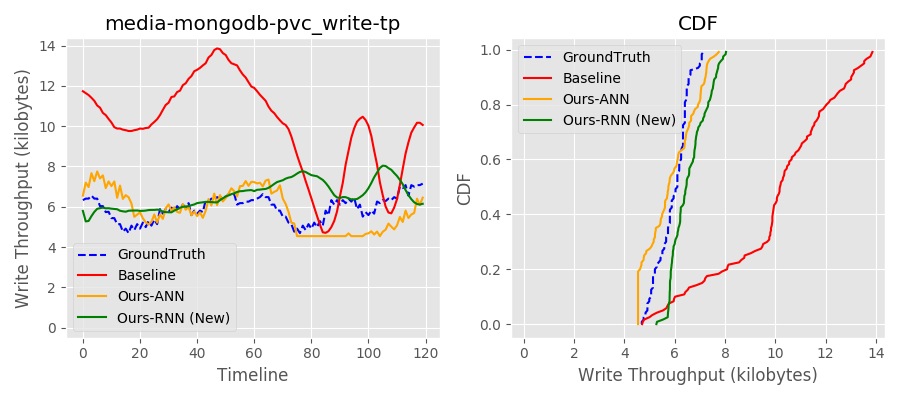 media-mongodb-pvc_write-tp
Write Throughput (kilobytes)
14
12
10
8
6
4
2
0
GroundTruth
Baseline
Ours-ANN
Ours-RNN (New)
0 20 40 60 80 100 120
Timeline
CDF
CDF
1.0
0.8
0.6
0.4
0.2
0.0
GroundTruth
Baseline
Ours-ANN
Ours-RNN (New)
0 2 4 6 8 10 12 14
Write Throughput (kilobytes)